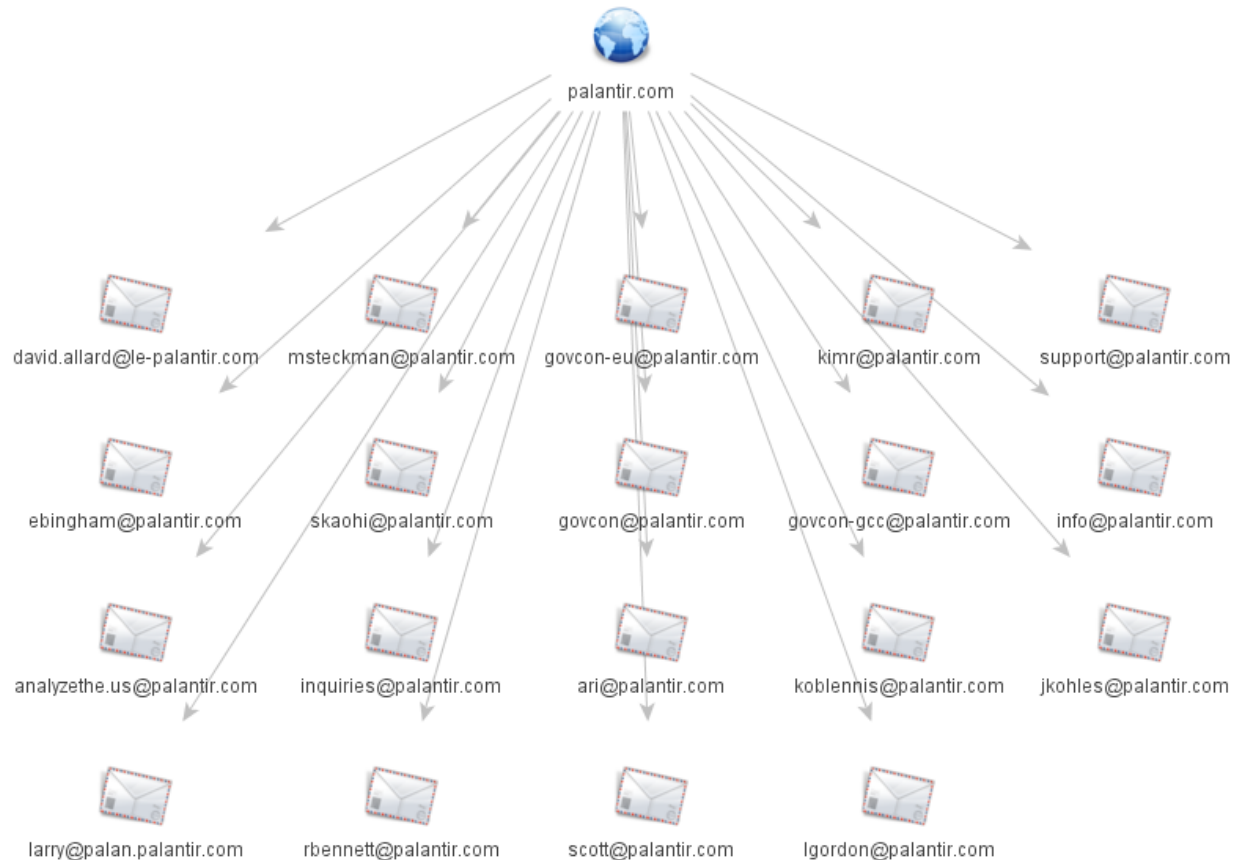 palantir.com
david.allard@le-palantir.com
msteckman@palantir.com
govcon-eu@palantir.com
kimr@palantir.com
support@palantir.com
ebingham@palantir.com
skaohi@palantir.com
govcon@palantir.com
govcon-gcc@palantir.com
info@palantir.com
analyzethe.us@palantir.com
inquiries@palantir.com
ari@palantir.com
koblennis@palantir.com
jkohles@palantir.com
larry@palan.palantir.com
rbennett@palantir.com
scott@palantir.com
lgordon@palantir.com